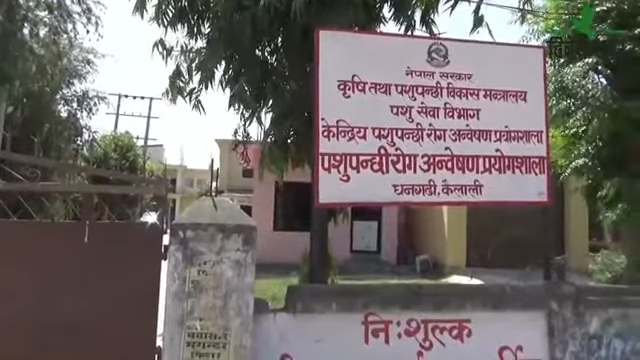 नेपाल सरकार
कृषि तथा पशुपन्छी विकास मन्त्रालय
पशु सेवा विभाग
केन्द्रिय पशुपन्छी रोग अन्वेषण प्रयोगशाला
पशुपन्छी रोग अन्वेषण प्रयोगशाला
धनगढी, कैलाली
निःशुल्क